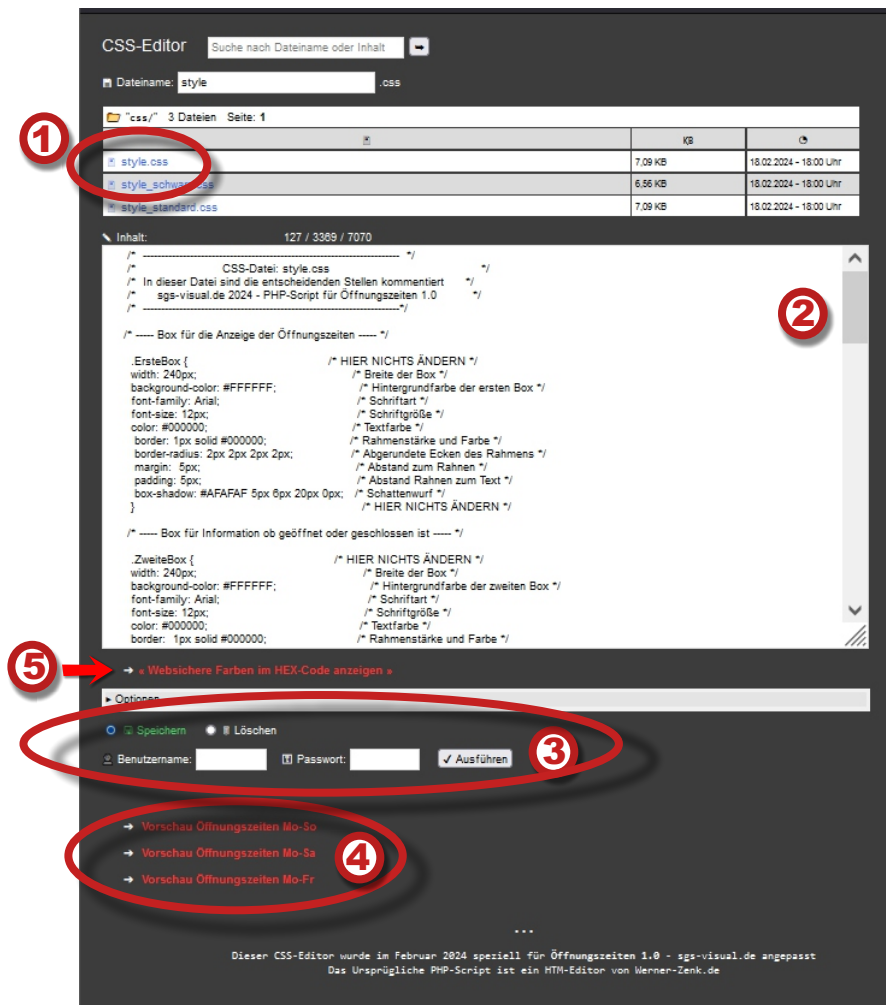 CSS-Editor Suche nach Dateiname oder Inhalt
Dateiname: style .css
"css/" 3 Dateien Seite: 1
KB
1
style.css 7,09 KB 18.02.2024 - 18:00 Uhr
style_schwarz.css 6,56 KB 18.02.2024 - 18:00 Uhr
style_standard.css 7,09 KB 18.02.2024 - 18:00 Uhr
Inhalt: 127 / 3369 / 7070
/* ---------------------------------------------------------------------- */
/* CSS-Datei: style.css */
/* In dieser Datei sind die entscheidenden Stellen kommentiert */
/* sgs-visual.de 2024 - PHP-Script für Öffnungszeiten 1.0 */
/* ----------------------------------------------------------------------*/
2
/* ----- Box für die Anzeige der Öffnungszeiten ----- */
.ErsteBox { /* HIER NICHTS ÄNDERN */
width: 240px; /* Breite der Box */
background-color: #FFFFFF; /* Hintergrundfarbe der ersten Box */
font-family: Arial; /* Schriftart */
font-size: 12px; /* Schriftgröße */
color: #000000; /* Textfarbe */
border: 1px solid #000000; /* Rahmenstärke und Farbe */
border-radius: 2px 2px 2px 2px; /* Abgerundete Ecken des Rahmens */
margin: 5px; /* Abstand zum Rahnen */
padding: 5px; /* Abstand Rahnen zum Text */
box-shadow: #AFAFAF 5px 6px 20px 0px; /* Schattenwurf */
} /* HIER NICHTS ÄNDERN */
/* ----- Box für Information ob geöffnet oder geschlossen ist ----- */
.ZweiteBox { /* HIER NICHTS ÄNDERN */
width: 240px; /* Breite der Box */
background-color: #FFFFFF; /* Hintergrundfarbe der zweiten Box */
font-family: Arial; /* Schriftart */
font-size: 12px; /* Schriftgröße */
color: #000000; /* Textfarbe */
border: 1px solid #000000; /* Rahmenstärke und Farbe */
5
→ « Websichere Farben im HEX-Code anzeigen »
▸ Optionen
Speichern Löschen
3
Benutzername: Passwort: ✓ Ausführen
→ Vorschau Öffnungszeiten Mo-So
→ Vorschau Öffnungszeiten Mo-Sa
4
→ Vorschau Öffnungszeiten Mo-Fr
...
Dieser CSS-Editor wurde im Februar 2024 speziell für Öffnungszeiten 1.0 - sgs-visual.de angepasst
Das Ursprügliche PHP-Script ist ein HTM-Editor von Werner-Zenk.de